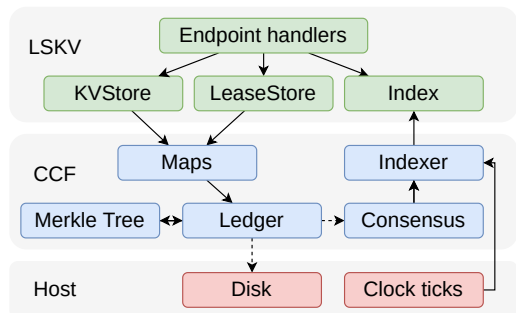 Endpoint handlers
LSKV
KVStore
LeaseStore
Index
Maps
Indexer
CCF
Merkle Tree
Ledger
Consensus
Host
Disk
Clock ticks